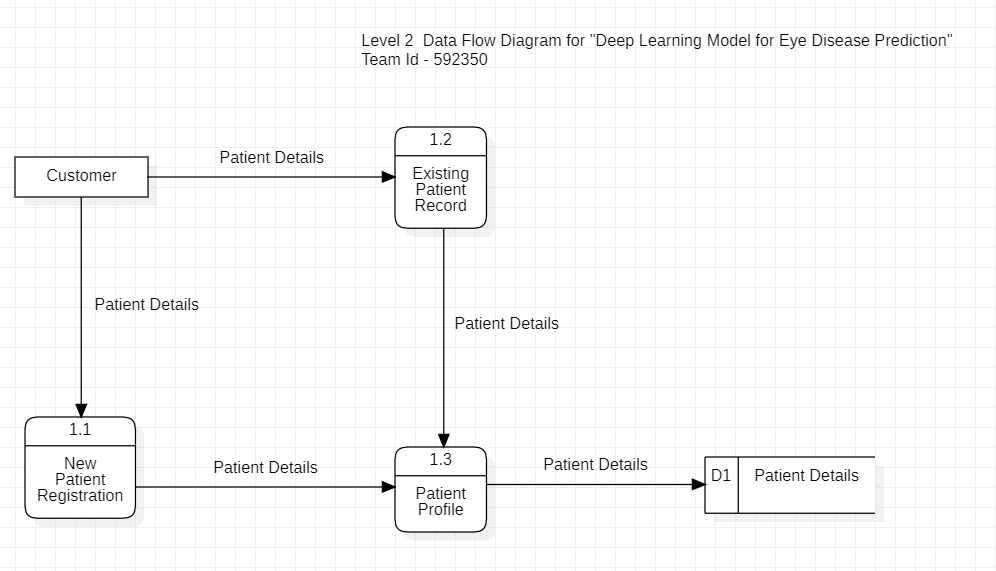 Level 2  Data Flow Diagram for "Deep Learning Model for Eye Disease Prediction"
Team Id - 592350
1.2
Patient Details
Existing
Patient
Record
Customer
Patient Details
Patient Details
1.1
New
Patient
Registration
Patient Details
1.3
Patient
Profile
Patient Details
D1
Patient Details